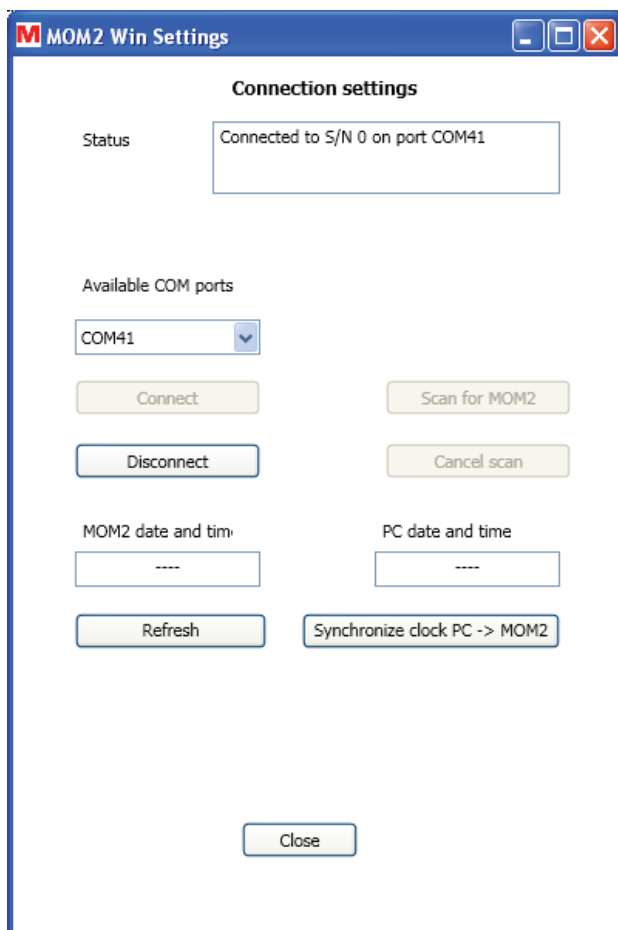 M MOM2 Win Settings
Connection settings
Status
Connected to S/N 0 on port COM41
Available COM ports
COM41
Connect
Scan for MOM2
Disconnect
Cancel scan
MOM2 date and tim
PC date and time
----
----
Refresh
Synchronize clock PC -> MOM2
Close